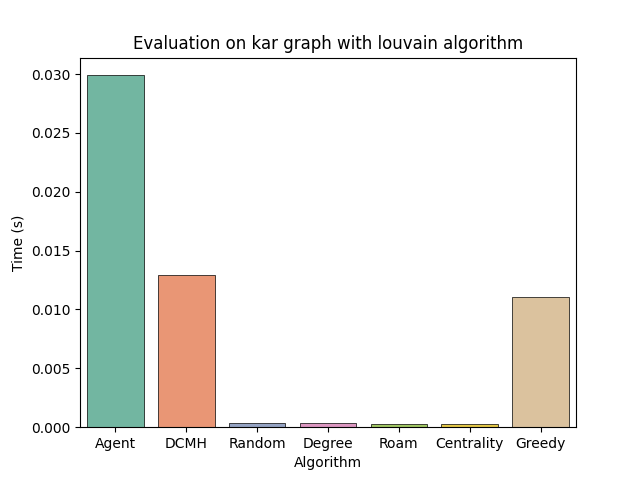 Evaluation on kar graph with louvain algorithm
0.030
0.025
0.020
0.015
0.010
0.005
0.000
Time (s)
Agent DCMH Random Degree Roam Centrality Greedy
Algorithm